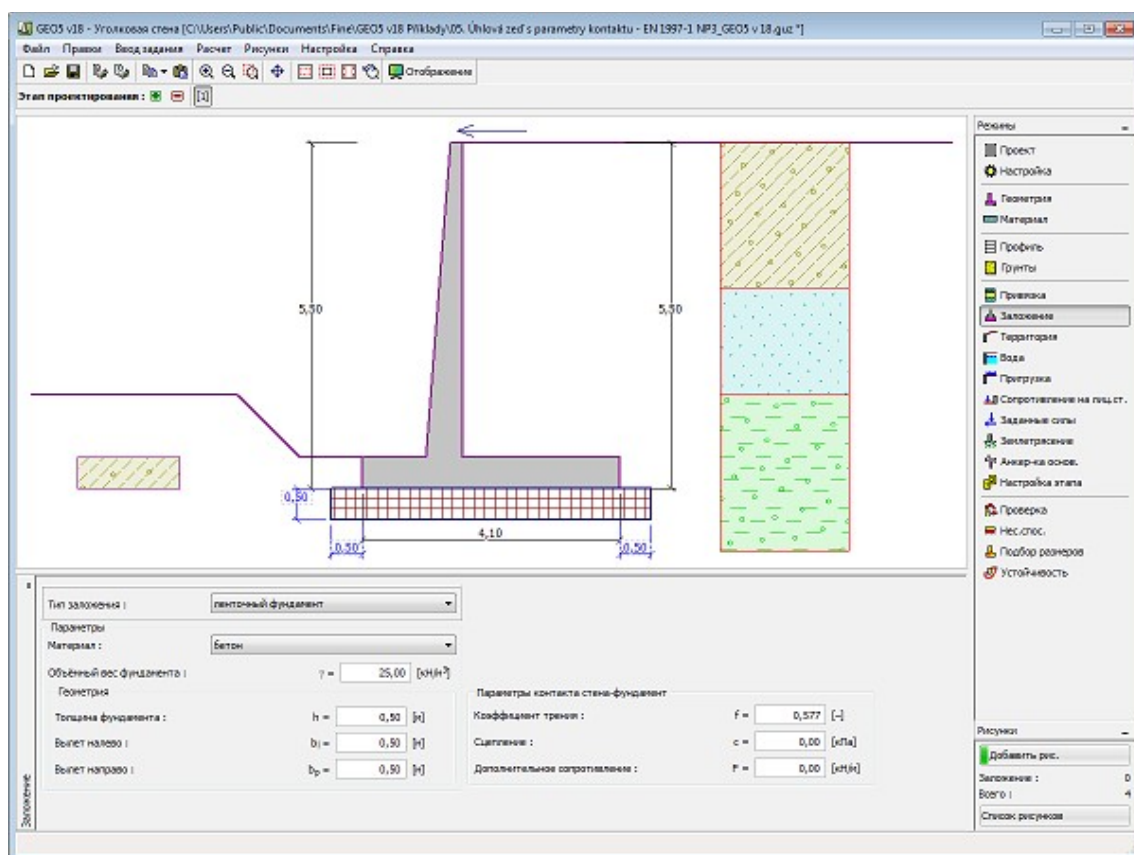 GEO5 v18 - Уголковая стена [C:\Users\Public\Documents\Fine\GEO5 v18 Příklady\05. Úhlová zeď s parametry kontaktu - EN 1997-1 NP3_GEO5 v 18.guz *]
Файл Правки Ввод задания Расчет Рисунки Настройка Справка
Отображение
Этап проектирования : [1]
Режимы
Проект
Настройка
Геометрия
Материал
Профиль
Грунты
Привязка
Заложение
Территория
Вода
Пригрузка
Сопротивление на лиц.ст.
Заданные силы
Землетрясение
Анкер-ка основ.
Настройка этапа
Проверка
Нес.спос.
Подбор размеров
Устойчивость
5,50
5,50
0,50
4,10
0,50
0,50
Тип заложения : ленточный фундамент
Параметры
Материал : бетон
Объёмный вес фундамента : γ = 25,00 [кН/м³]
Геометрия
Толщина фундамента : h = 0,50 [м]
Вылет налево : bₗ = 0,50 [м]
Вылет направо : bₚ = 0,50 [м]
Параметры контакта стена-фундамент
Коэффициент трения : f = 0,577 [–]
Сцепление : c = 0,00 [кПа]
Дополнительное сопротивление : F = 0,00 [кН/м]
Заложение
Рисунки
Добавить рис.
Заложение : 0
Всего : 4
Список рисунков